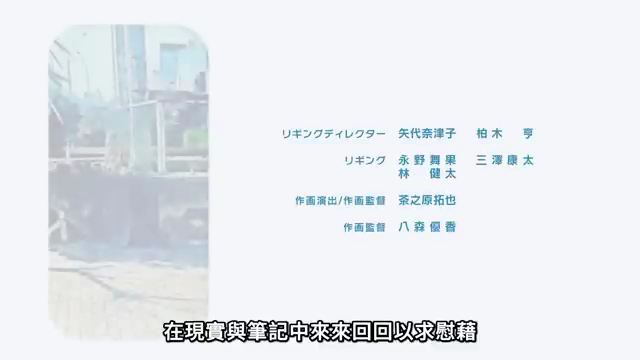 リギングディレクター 矢代奈津子 柏木 亨
リギング 永野舞果 三澤康太
林 健太
作画演出/作画監督 茶之原拓也
作画監督 八森優香
在現實與筆記中來來回回以求慰藉